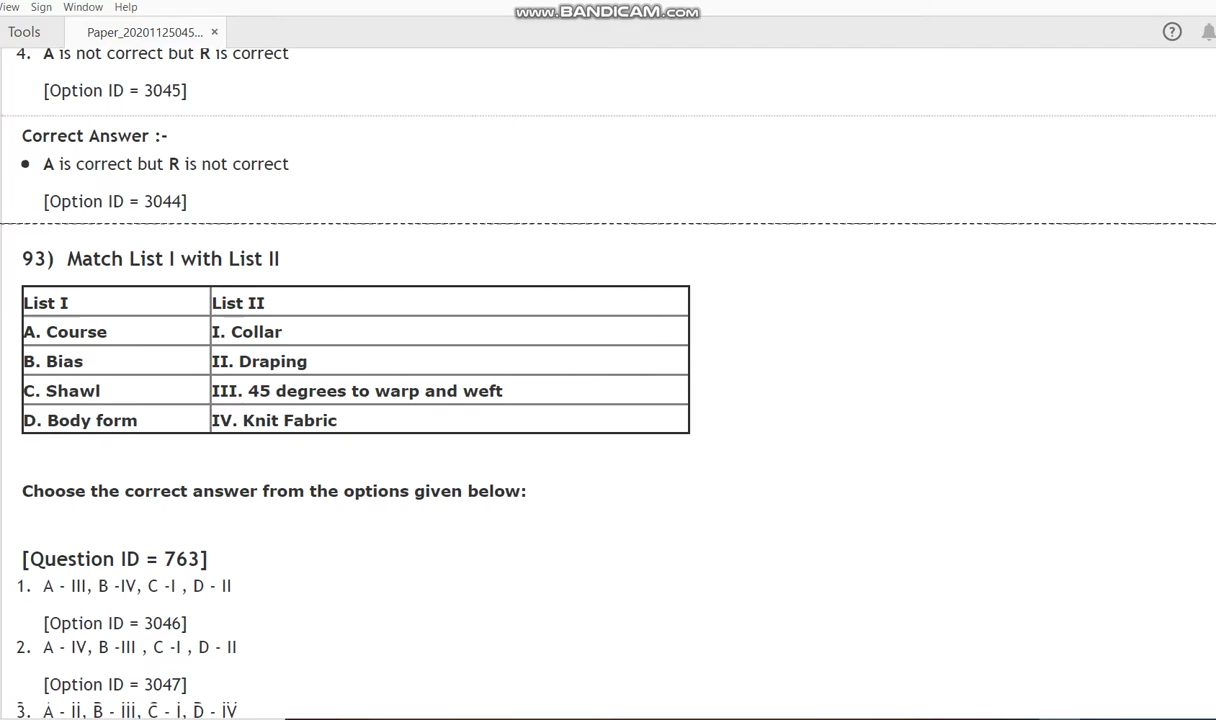 View Sign Window Help
www.BANDICAM.com
Tools Paper_20201125045... ×
4. A is not correct but R is correct
[Option ID = 3045]
Correct Answer :-
● A is correct but R is not correct
[Option ID = 3044]
93) Match List I with List II
List I List II
A. Course I. Collar
B. Bias II. Draping
C. Shawl III. 45 degrees to warp and weft
D. Body form IV. Knit Fabric
Choose the correct answer from the options given below:
[Question ID = 763]
1. A - III, B -IV, C -I , D - II
[Option ID = 3046]
2. A - IV, B -III , C -I , D - II
[Option ID = 3047]
3. A - II, B - III, C - I, D - IV